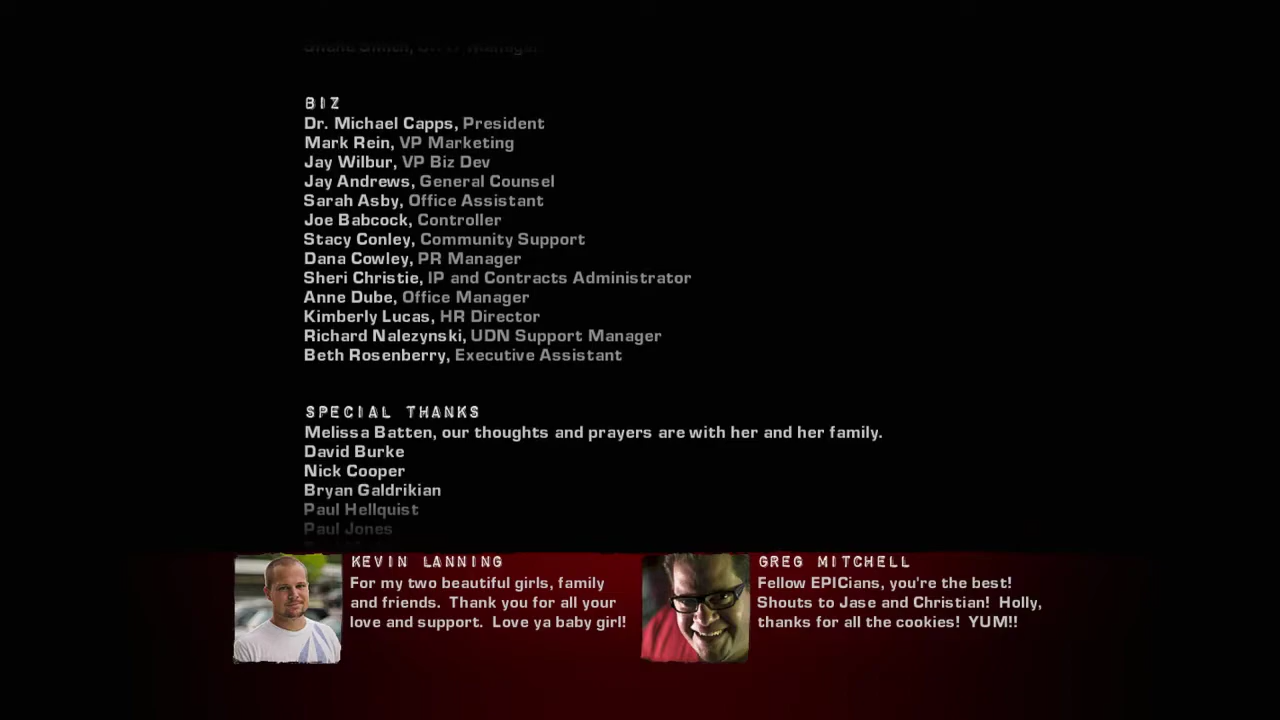 BIZ
Dr. Michael Capps, President
Mark Rein, VP Marketing
Jay Wilbur, VP Biz Dev
Jay Andrews, General Counsel
Sarah Asby, Office Assistant
Joe Babcock, Controller
Stacy Conley, Community Support
Dana Cowley, PR Manager
Sheri Christie, IP and Contracts Administrator
Anne Dube, Office Manager
Kimberly Lucas, HR Director
Richard Nalezynski, UDN Support Manager
Beth Rosenberry, Executive Assistant
SPECIAL THANKS
Melissa Batten, our thoughts and prayers are with her and her family.
David Burke
Nick Cooper
Bryan Galdrikian
Paul Hellquist
Paul Jones
KEVIN LANNING
For my two beautiful girls, family
and friends. Thank you for all your
love and support. Love ya baby girl!
GREG MITCHELL
Fellow EPICians, you're the best!
Shouts to Jase and Christian! Holly,
thanks for all the cookies! YUM!!